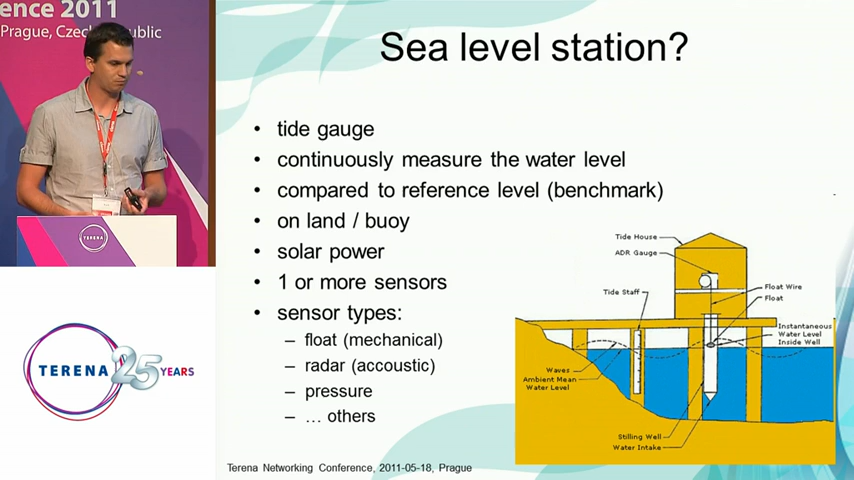 ence 2011
Prague, Czech Republic
TERENA
TERENA 25 YEARS
Sea level station?
• tide gauge
• continuously measure the water level
• compared to reference level (benchmark)
• on land / buoy
• solar power
• 1 or more sensors
• sensor types:
– float (mechanical)
– radar (accoustic)
– pressure
– … others
Tide House
ADR Gauge
Float Wire
Tide Staff
Float
Instantaneous
Water Level
Inside Well
Waves
Ambient Mean
Water Level
Stilling Well
Water Intake
Terena Networking Conference, 2011-05-18, Prague